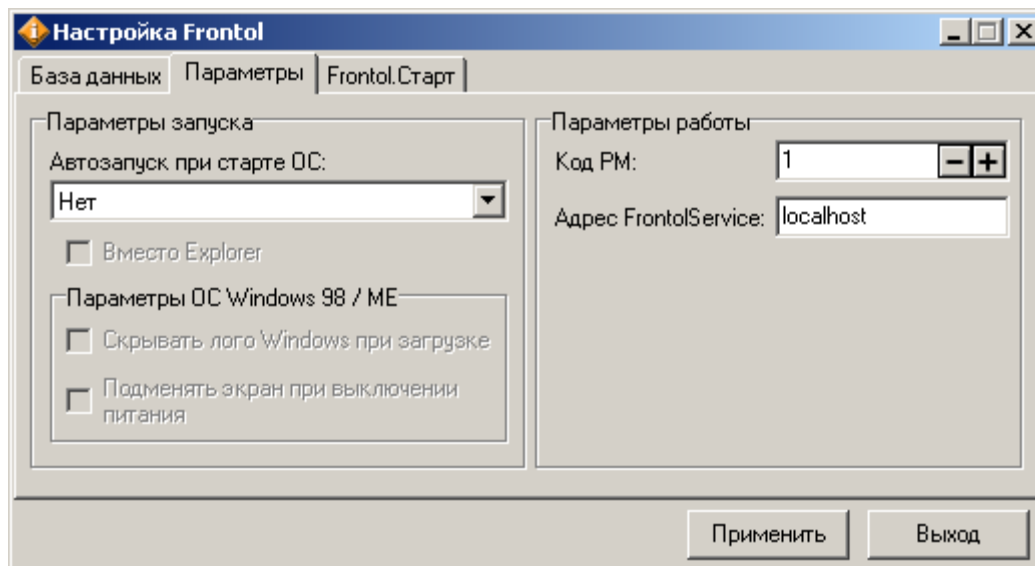 Настройка Frontol
База данных Параметры Frontol.Старт
Параметры запуска
Автозапуск при старте ОС:
Нет
Вместо Explorer
Параметры ОС Windows 98 / ME
Скрывать лого Windows при загрузке
Подменять экран при выключении
питания
Параметры работы
Код РМ: 1
Адрес FrontolService: localhost
Применить Выход